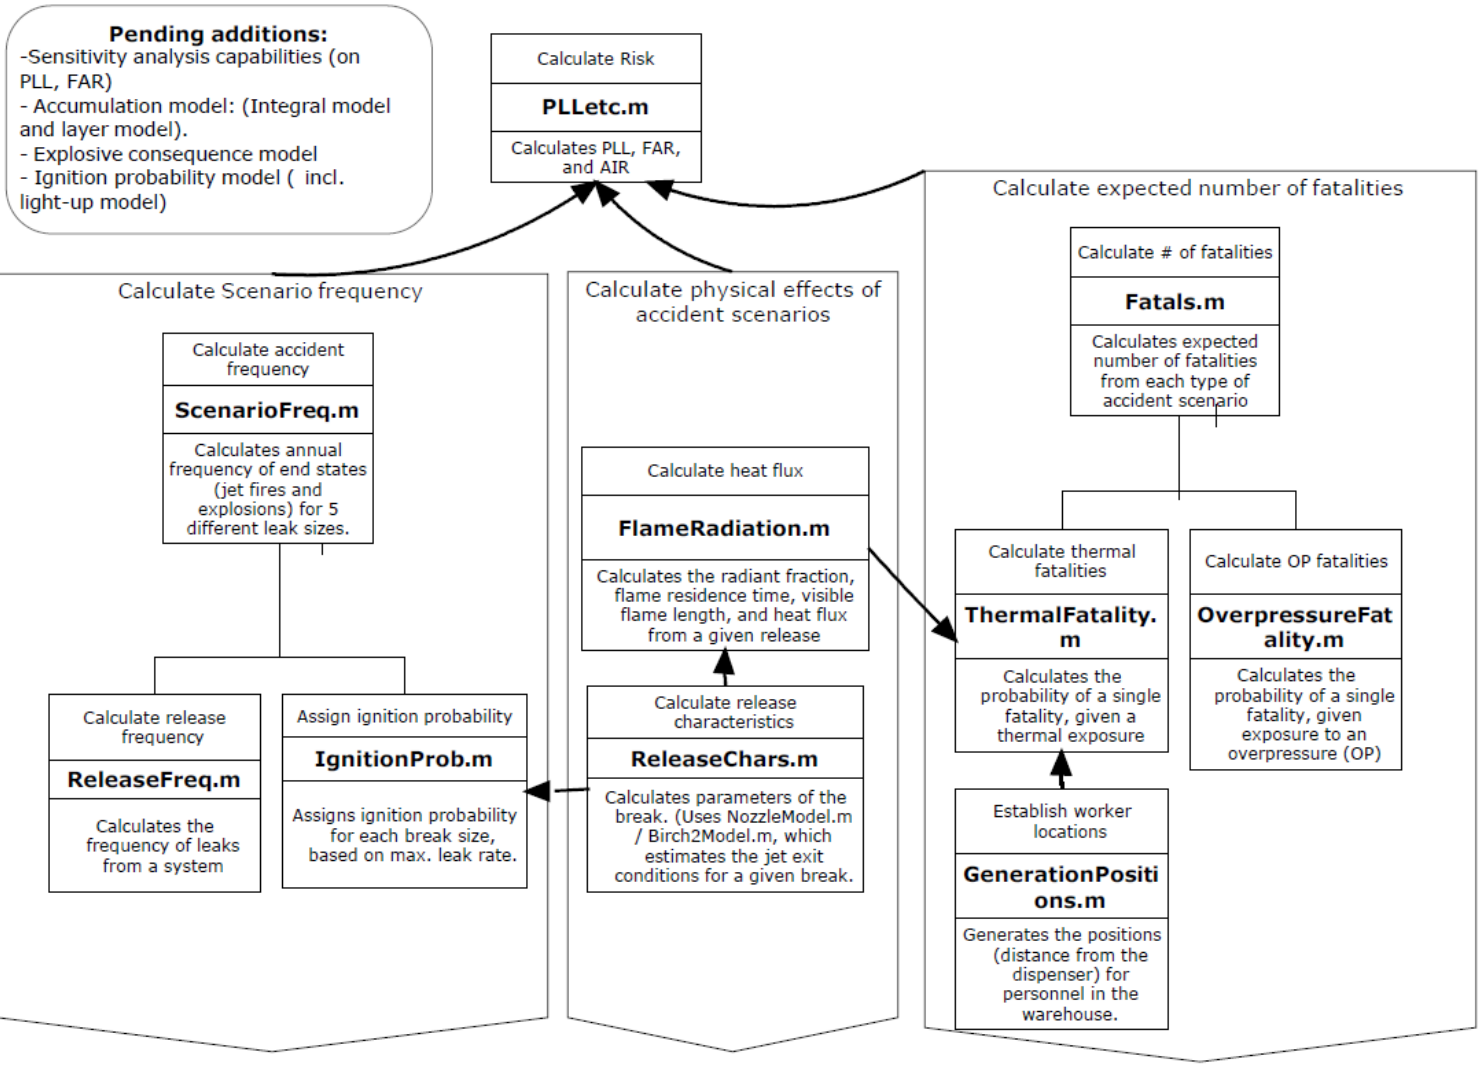 Pending additions:
-Sensitivity analysis capabilities (on
PLL, FAR)
- Accumulation model: (Integral model
and layer model).
- Explosive consequence model
- Ignition probability model ( incl.
light-up model)
Calculate Risk
PLLetc.m
Calculates PLL, FAR,
and AIR
Calculate Scenario frequency
Calculate accident
frequency
ScenarioFreq.m
Calculates annual
frequency of end states
(jet fires and
explosions) for 5
different leak sizes.
Calculate release
frequency
ReleaseFreq.m
Calculates the
frequency of leaks
from a system
Assign ignition probability
IgnitionProb.m
Assigns ignition probability
for each break size,
based on max. leak rate.
Calculate physical effects of
accident scenarios
Calculate heat flux
FlameRadiation.m
Calculates the radiant fraction,
flame residence time, visible
flame length, and heat flux
from a given release
Calculate release
characteristics
ReleaseChars.m
Calculates parameters of the
break. (Uses NozzleModel.m
/ Birch2Model.m, which
estimates the jet exit
conditions for a given break.
Calculate expected number of fatalities
Calculate # of fatalities
Fatals.m
Calculates expected
number of fatalities
from each type of
accident scenario
Calculate thermal
fatalities
ThermalFatality.
m
Calculates the
probability of a single
fatality, given a
thermal exposure
Calculate OP fatalities
OverpressureFat
ality.m
Calculates the
probability of a single
fatality, given
exposure to an
overpressure (OP)
Establish worker
locations
GenerationPositi
ons.m
Generates the positions
(distance from the
dispenser) for
personnel in the
warehouse.